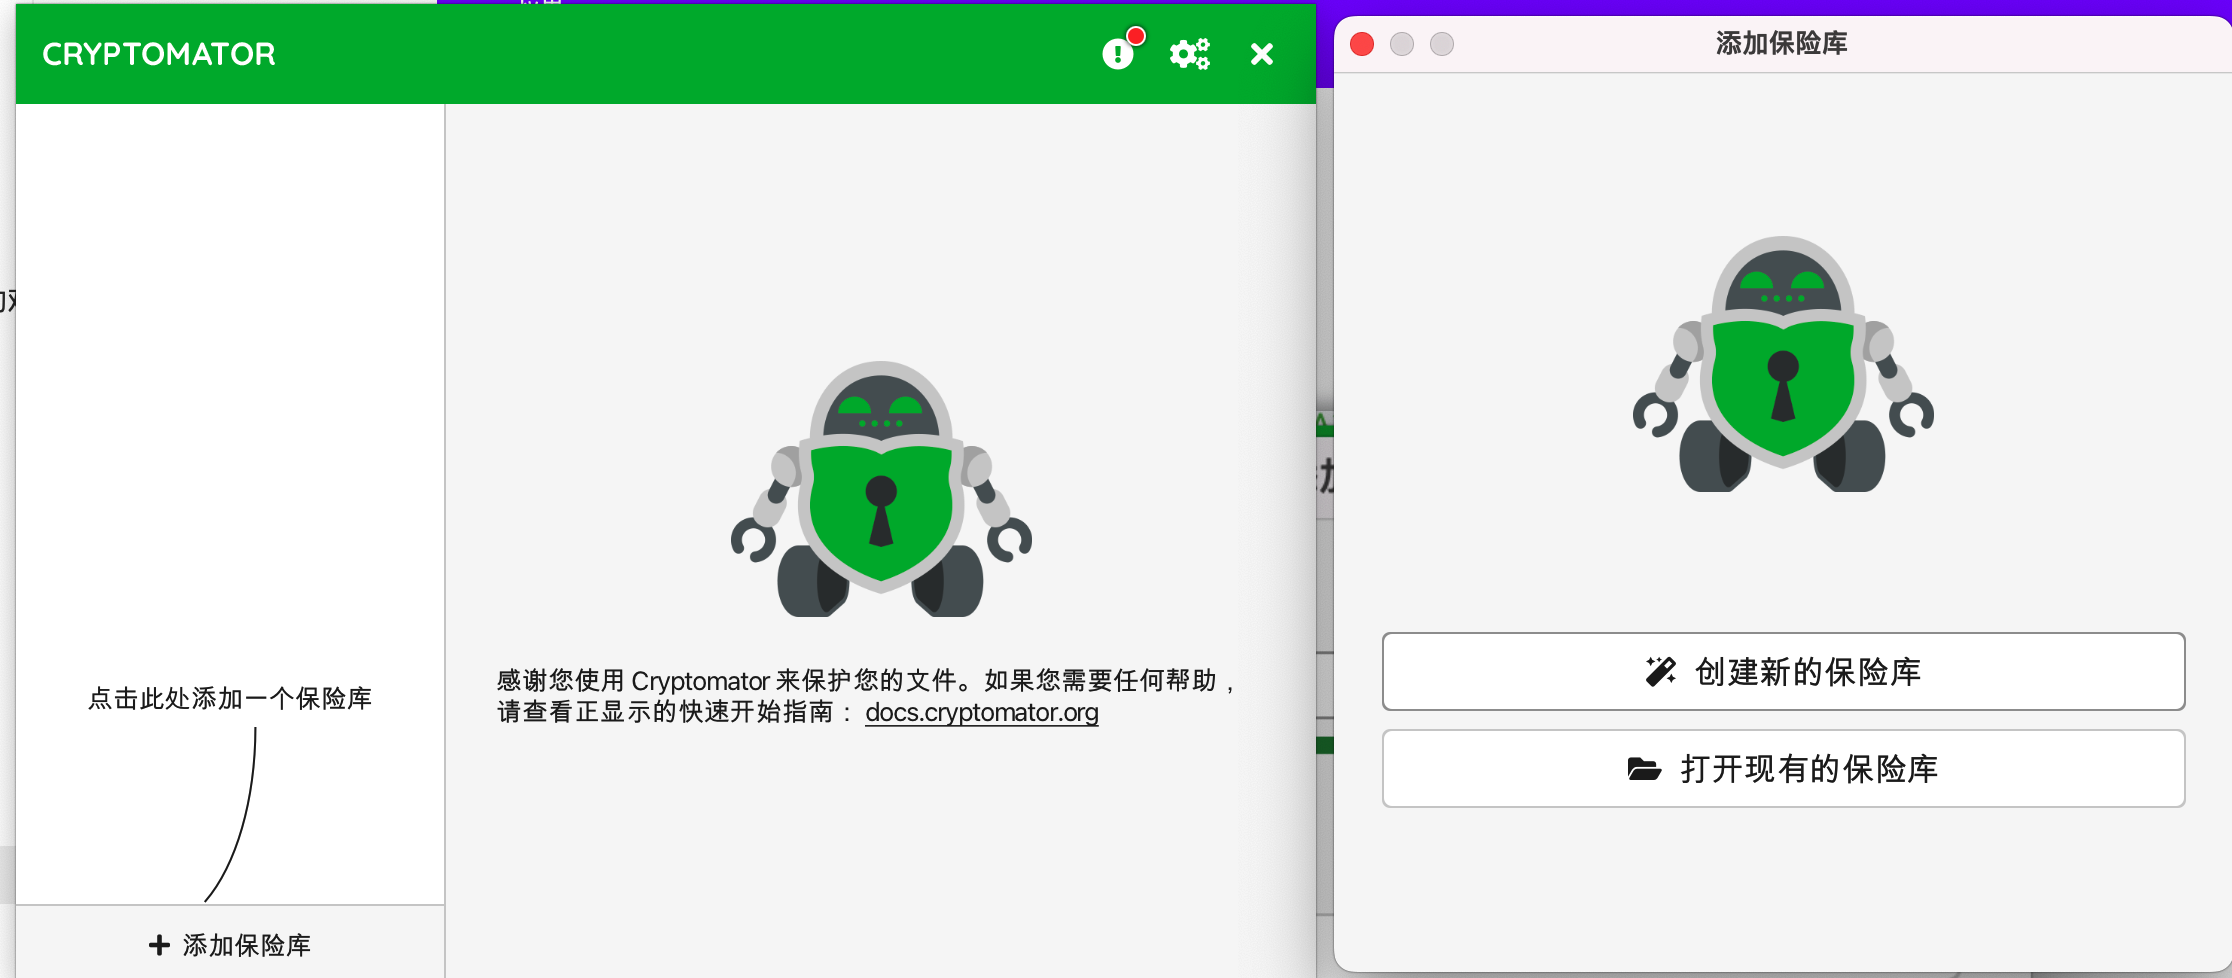 CRYPTOMATOR
点击此处添加一个保险库
添加保险库
感谢您使用 Cryptomator 来保护您的文件。如果您需要任何帮助，
请查看正显示的快速开始指南： docs.cryptomator.org
添加保险库
创建新的保险库
打开现有的保险库